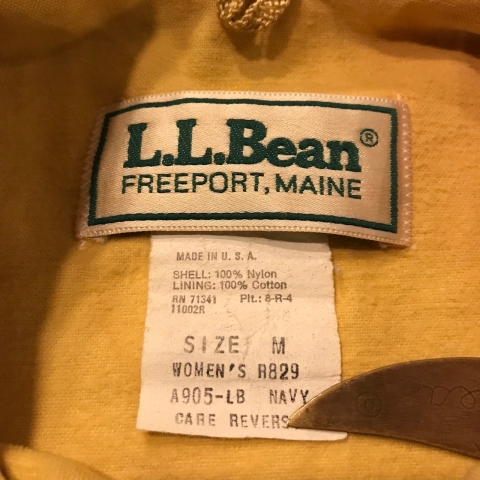 L.L.Bean®
FREEPORT, MAINE
MADE IN U. S. A.
SHELL: 100% Nylon
LINING: 100% Cotton
RN 71341 Plt.: 8-R-4
11002R
SIZE M
WOMEN'S R829
A905-LB NAVY
CARE REVERS